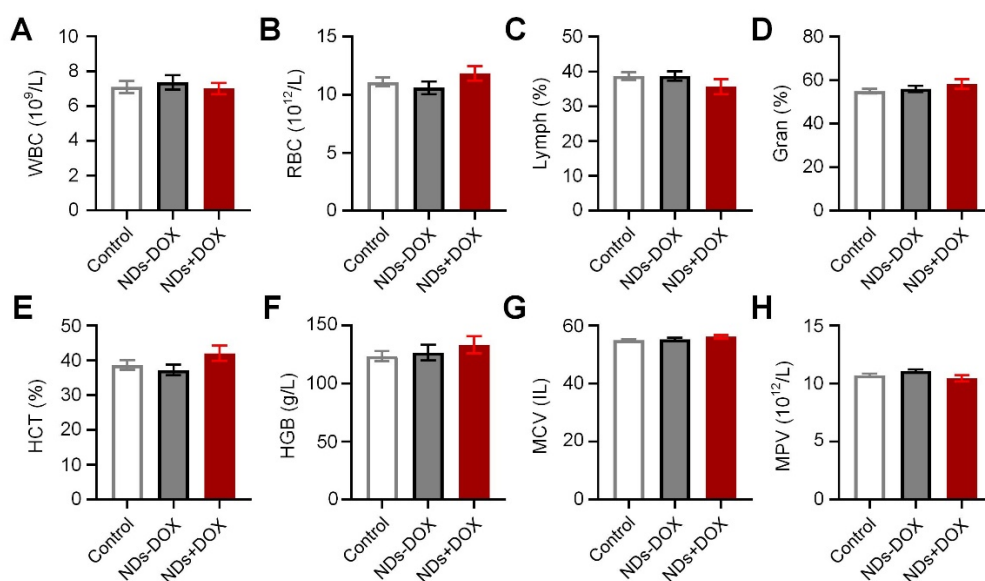 A
WBC (10⁹/L)
10
8
6
4
2
0
Control
NDs-DOX
NDs+DOX
B
RBC (10¹²/L)
15
10
5
0
Control
NDs-DOX
NDs+DOX
C
Lymph (%)
50
40
30
20
10
0
Control
NDs-DOX
NDs+DOX
D
Gran (%)
80
60
40
20
0
Control
NDs-DOX
NDs+DOX
E
HCT (%)
50
40
30
20
10
0
Control
NDs-DOX
NDs+DOX
F
HGB (g/L)
150
100
50
0
Control
NDs-DOX
NDs+DOX
G
MCV (IL)
60
40
20
0
Control
NDs-DOX
NDs+DOX
H
MPV (10¹²/L)
15
10
5
0
Control
NDs-DOX
NDs+DOX